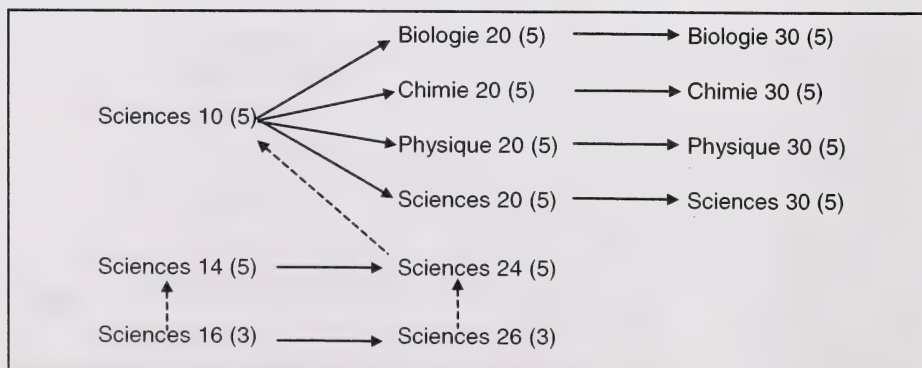 Biologie 20 (5) Biologie 30 (5)
Chimie 20 (5) Chimie 30 (5)
Sciences 10 (5)
Physique 20 (5) Physique 30 (5)
Sciences 20 (5) Sciences 30 (5)
Sciences 14 (5) Sciences 24 (5)
Sciences 16 (3) Sciences 26 (3)